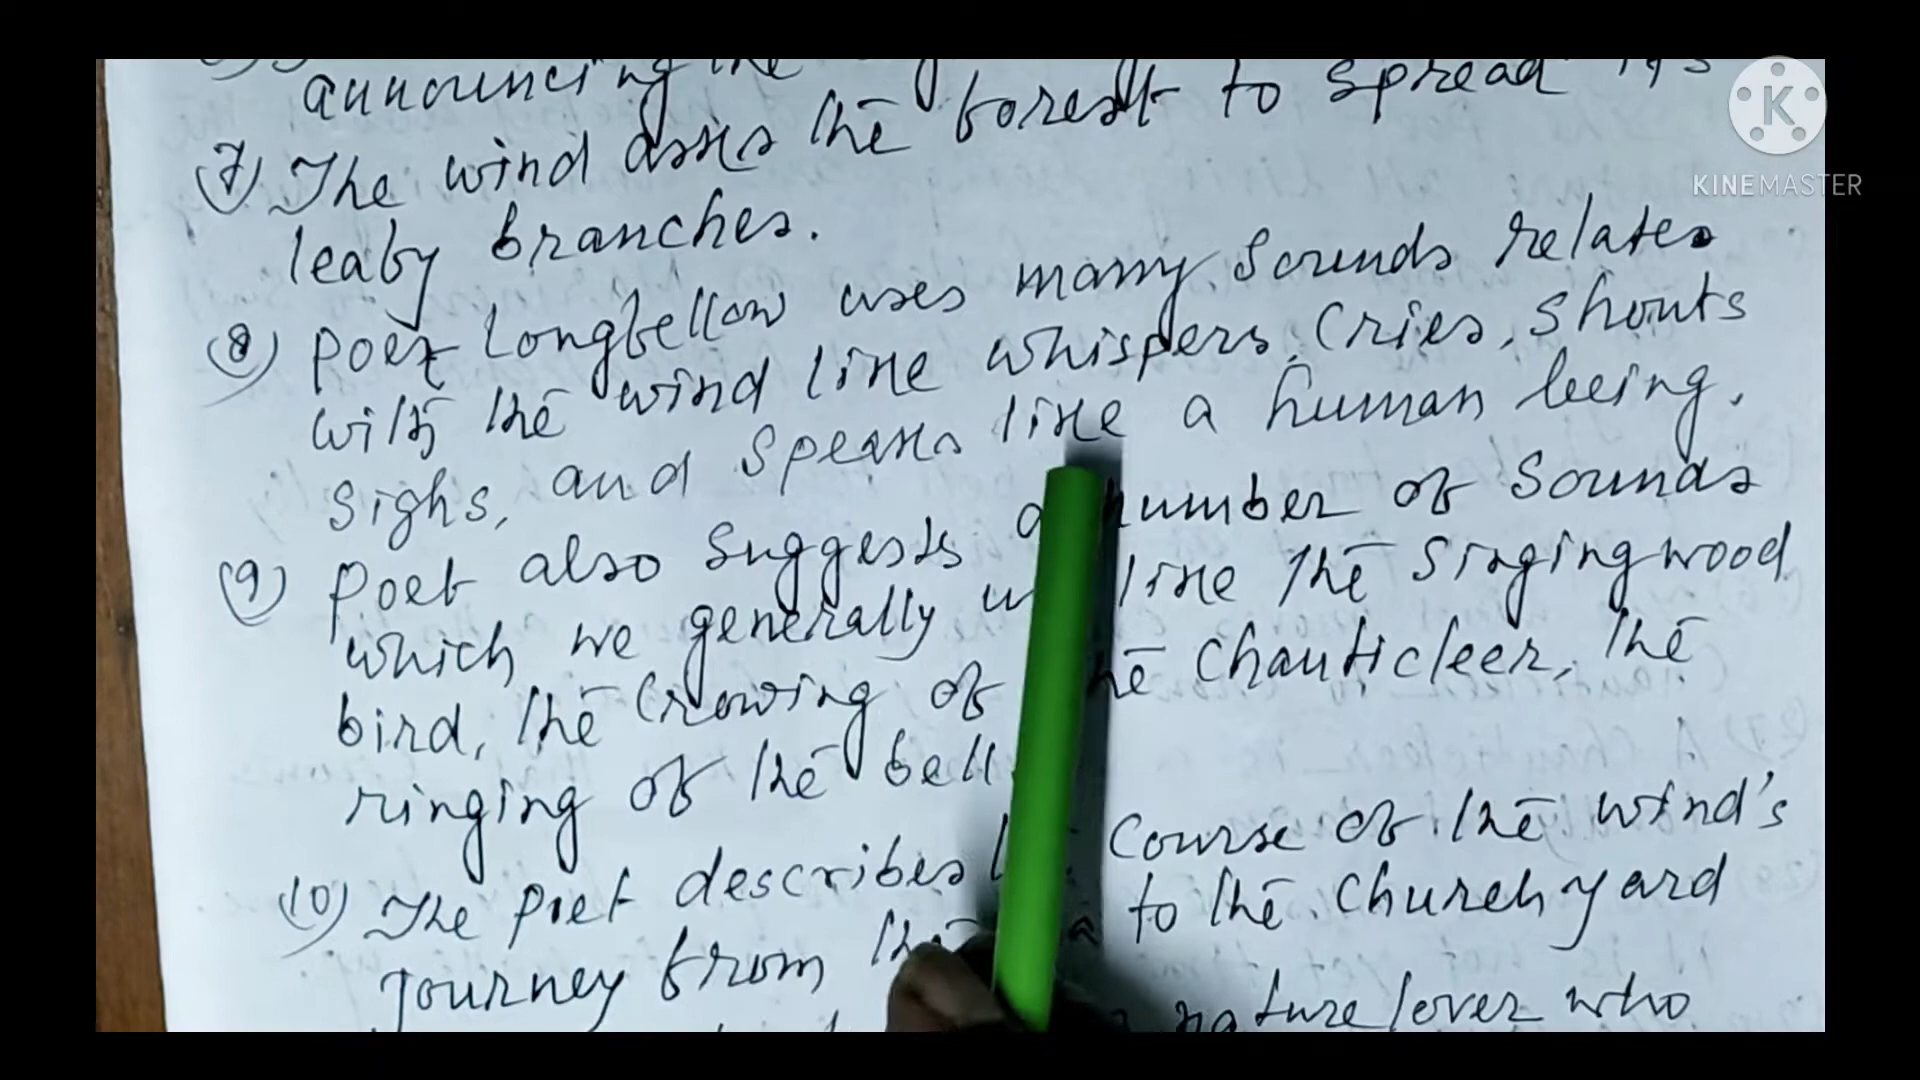 announcing the
(7) The wind asks the forest to spread its
leafy branches.
(8) Poet Longfellow uses many sounds relates
with the wind like whispers, cries, shouts
sighs, and speaks like a human being.
(9) Poet also suggests a number of sounds
which we generally like the singing wood
bird, the crowing of the chanticleer, the
ringing of the bell
(10) The Poet describes course of the wind's
journey from the to the churchyard
nature lover who
KINEMASTER